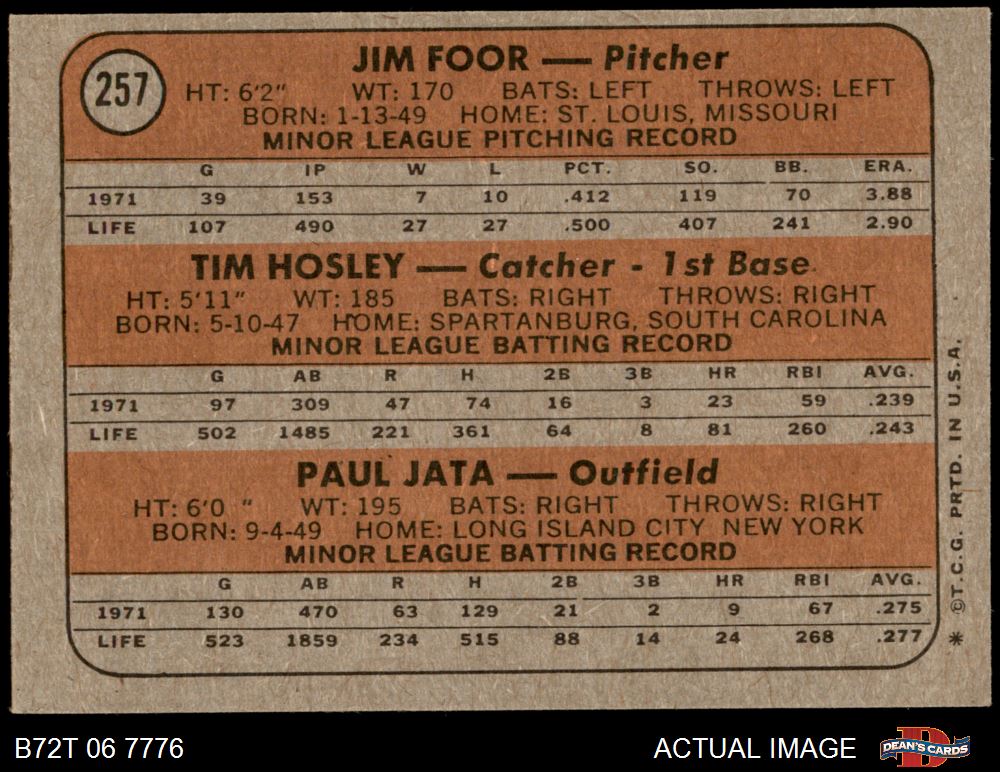 257
JIM FOOR — Pitcher
HT: 6'2" WT: 170 BATS: LEFT THROWS: LEFT
BORN: 1-13-49 HOME: ST. LOUIS, MISSOURI
MINOR LEAGUE PITCHING RECORD
G IP W L PCT. SO. BB. ERA.
1971 39 153 7 10 .412 119 70 3.88
LIFE 107 490 27 27 .500 407 241 2.90
TIM HOSLEY — Catcher - 1st Base
HT: 5'11" WT: 185 BATS: RIGHT THROWS: RIGHT
BORN: 5-10-47 HOME: SPARTANBURG, SOUTH CAROLINA
MINOR LEAGUE BATTING RECORD
G AB R H 2B 3B HR RBI AVG.
1971 97 309 47 74 16 3 23 59 .239
LIFE 502 1485 221 361 64 8 81 260 .243
PAUL JATA — Outfield
HT: 6'0 " WT: 195 BATS: RIGHT THROWS: RIGHT
BORN: 9-4-49 HOME: LONG ISLAND CITY NEW YORK
MINOR LEAGUE BATTING RECORD
G AB R H 2B 3B HR RBI AVG.
1971 130 470 63 129 21 2 9 67 .275
LIFE 523 1859 234 515 88 14 24 268 .277
* ©T.C.G. PRTD. IN U.S.A.
B72T 06 7776
ACTUAL IMAGE
D
DEAN'S CARDS